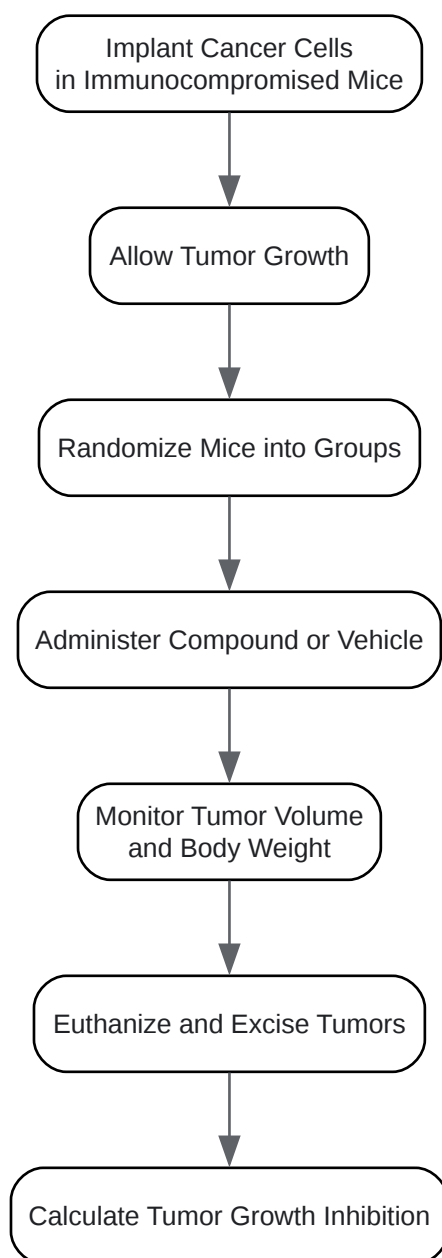 Implant Cancer Cells
in Immunocompromised Mice
Allow Tumor Growth
Randomize Mice into Groups
Administer Compound or Vehicle
Monitor Tumor Volume
and Body Weight
Euthanize and Excise Tumors
Calculate Tumor Growth Inhibition